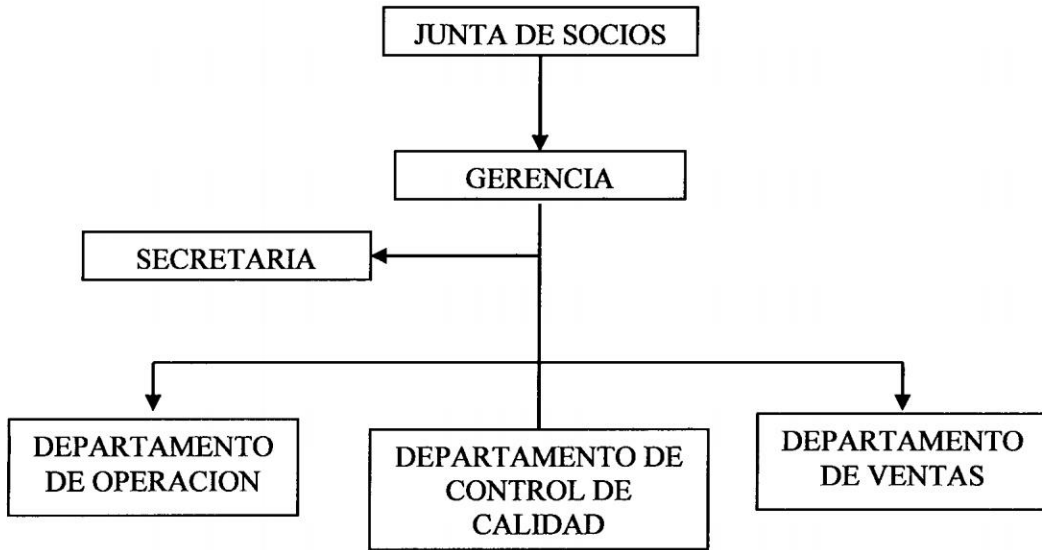 JUNTA DE SOCIOS
GERENCIA
SECRETARIA
DEPARTAMENTO
DE OPERACION
DEPARTAMENTO DE
CONTROL DE
CALIDAD
DEPARTAMENTO
DE VENTAS